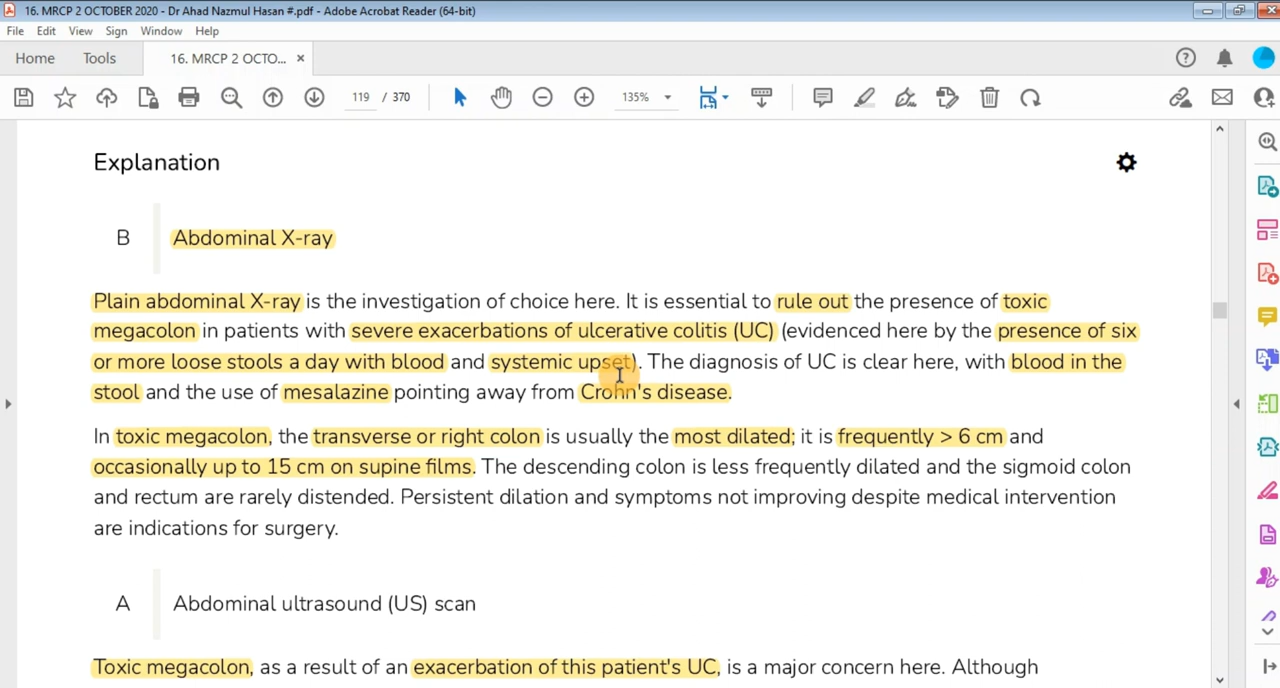 16. MRCP 2 OCTOBER 2020 - Dr Ahad Nazmul Hasan #.pdf - Adobe Acrobat Reader (64-bit)
File Edit View Sign Window Help
Home Tools 16. MRCP 2 OCTO... ×
119 / 370 135%
Explanation
B Abdominal X-ray
Plain abdominal X-ray is the investigation of choice here. It is essential to rule out the presence of toxic
megacolon in patients with severe exacerbations of ulcerative colitis (UC) (evidenced here by the presence of six
or more loose stools a day with blood and systemic upset). The diagnosis of UC is clear here, with blood in the
stool and the use of mesalazine pointing away from Crohn's disease.
In toxic megacolon, the transverse or right colon is usually the most dilated; it is frequently > 6 cm and
occasionally up to 15 cm on supine films. The descending colon is less frequently dilated and the sigmoid colon
and rectum are rarely distended. Persistent dilation and symptoms not improving despite medical intervention
are indications for surgery.
A Abdominal ultrasound (US) scan
Toxic megacolon, as a result of an exacerbation of this patient's UC, is a major concern here. Although